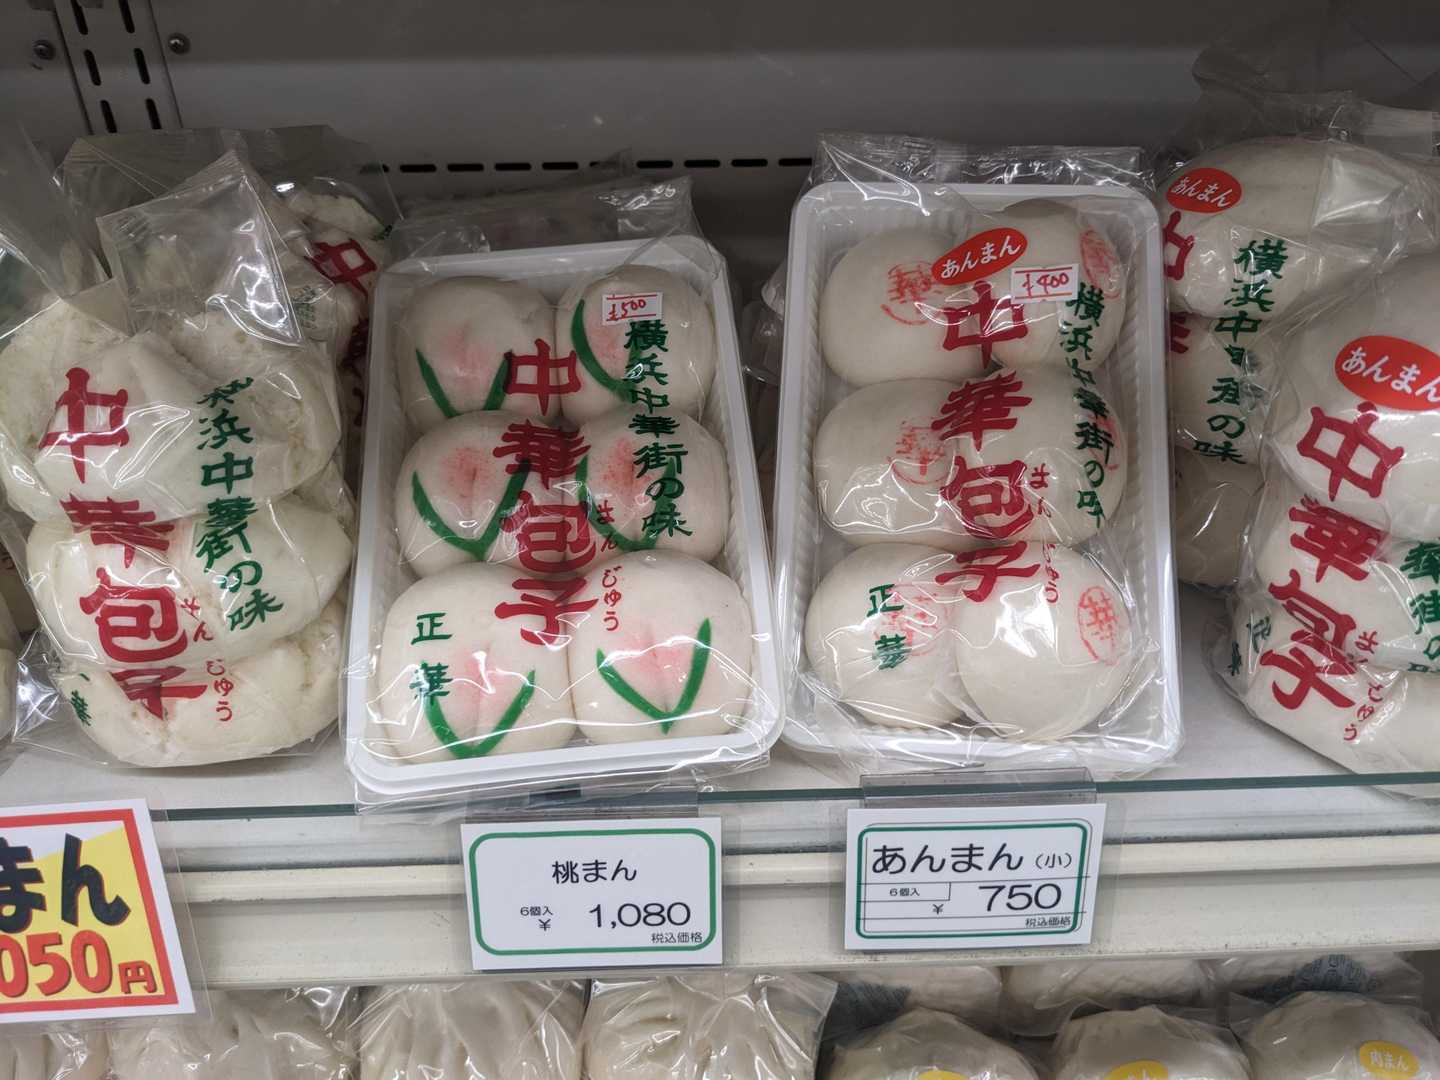 中華包子
まんじゅう
横浜中華街の味
中
中華包子
まんじゅう
横浜中華街の味
正華
¥500
あんまん
¥400
中華包子
まんじゅう
横浜中華街の味
正華
あんまん
横浜中華街の味
あんまん
中華包子
まんじゅう
華街
まん
050円
桃まん
6個入
¥ 1,080
税込価格
あんまん(小)
6個入
¥ 750
税込価格
肉まん